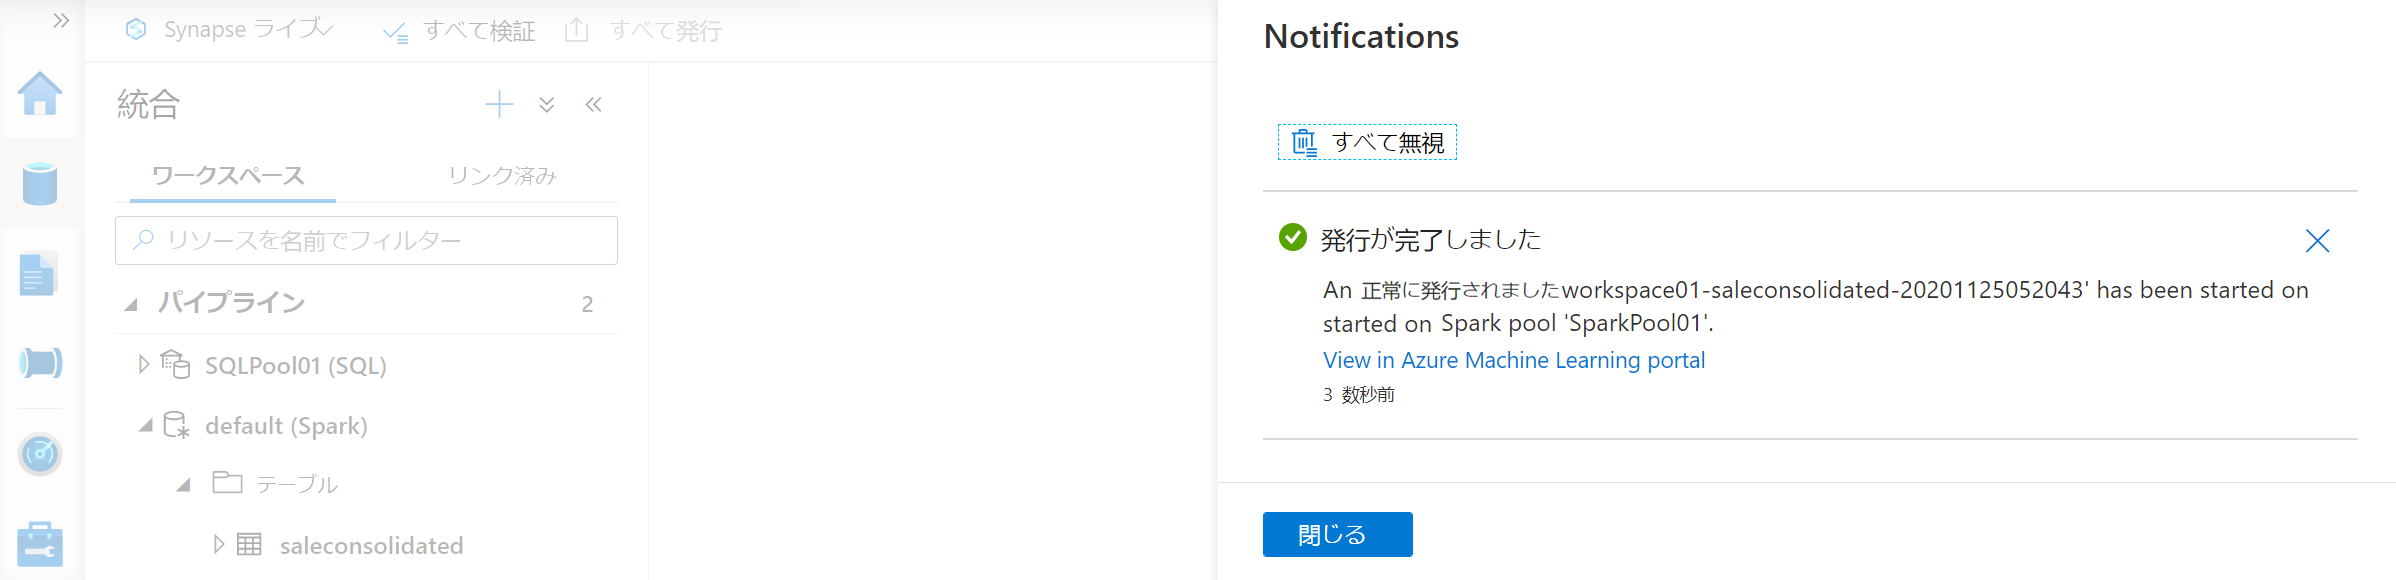 Synapse ライブ
すべて検証
すべて発行
統合
ワークスペース
リンク済み
リソースを名前でフィルター
パイプライン
2
SQLPool01 (SQL)
default (Spark)
テーブル
saleconsolidated
Notifications
すべて無視
発行が完了しました
An 正常に発行されましたworkspace01-saleconsolidated-20201125052043' has been started on
started on Spark pool 'SparkPool01'.
View in Azure Machine Learning portal
3 数秒前
閉じる